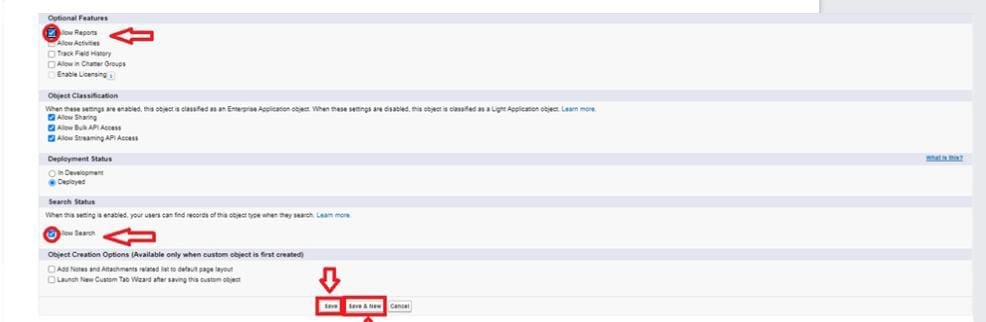 Optional Features
Allow Reports
Allow Activities
Track Field History
Allow in Chatter Groups
Enable Licensing i
Object Classification
When these settings are enabled, this object is classified as an Enterprise Application object. When these settings are disabled, this object is classified as a Light Application object. Learn more.
Allow Sharing
Allow Bulk API Access
Allow Streaming API Access
Deployment Status What is this?
In Development
Deployed
Search Status
When this setting is enabled, your users can find records of this object type when they search. Learn more.
Allow Search
Object Creation Options (Available only when custom object is first created)
Add Notes and Attachments related list to default page layout
Launch New Custom Tab Wizard after saving this custom object
Save Save & New Cancel